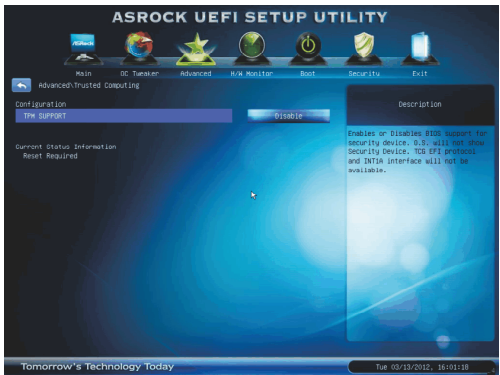 ASROCK UEFI SETUP UTILITY
ASRock
Main OC Tweaker Advanced H/W Monitor Boot Security Exit
Advanced\Trusted Computing
Configuration
TPM SUPPORT Disable
Current Status Information
Reset Required
Description
Enables or Disables BIOS support for
security device. O.S. will not show
Security Device. TCG EFI protocol
and INT1A interface will not be
available.
Tomorrow's Technology Today
Tue 03/13/2012, 16:01:18